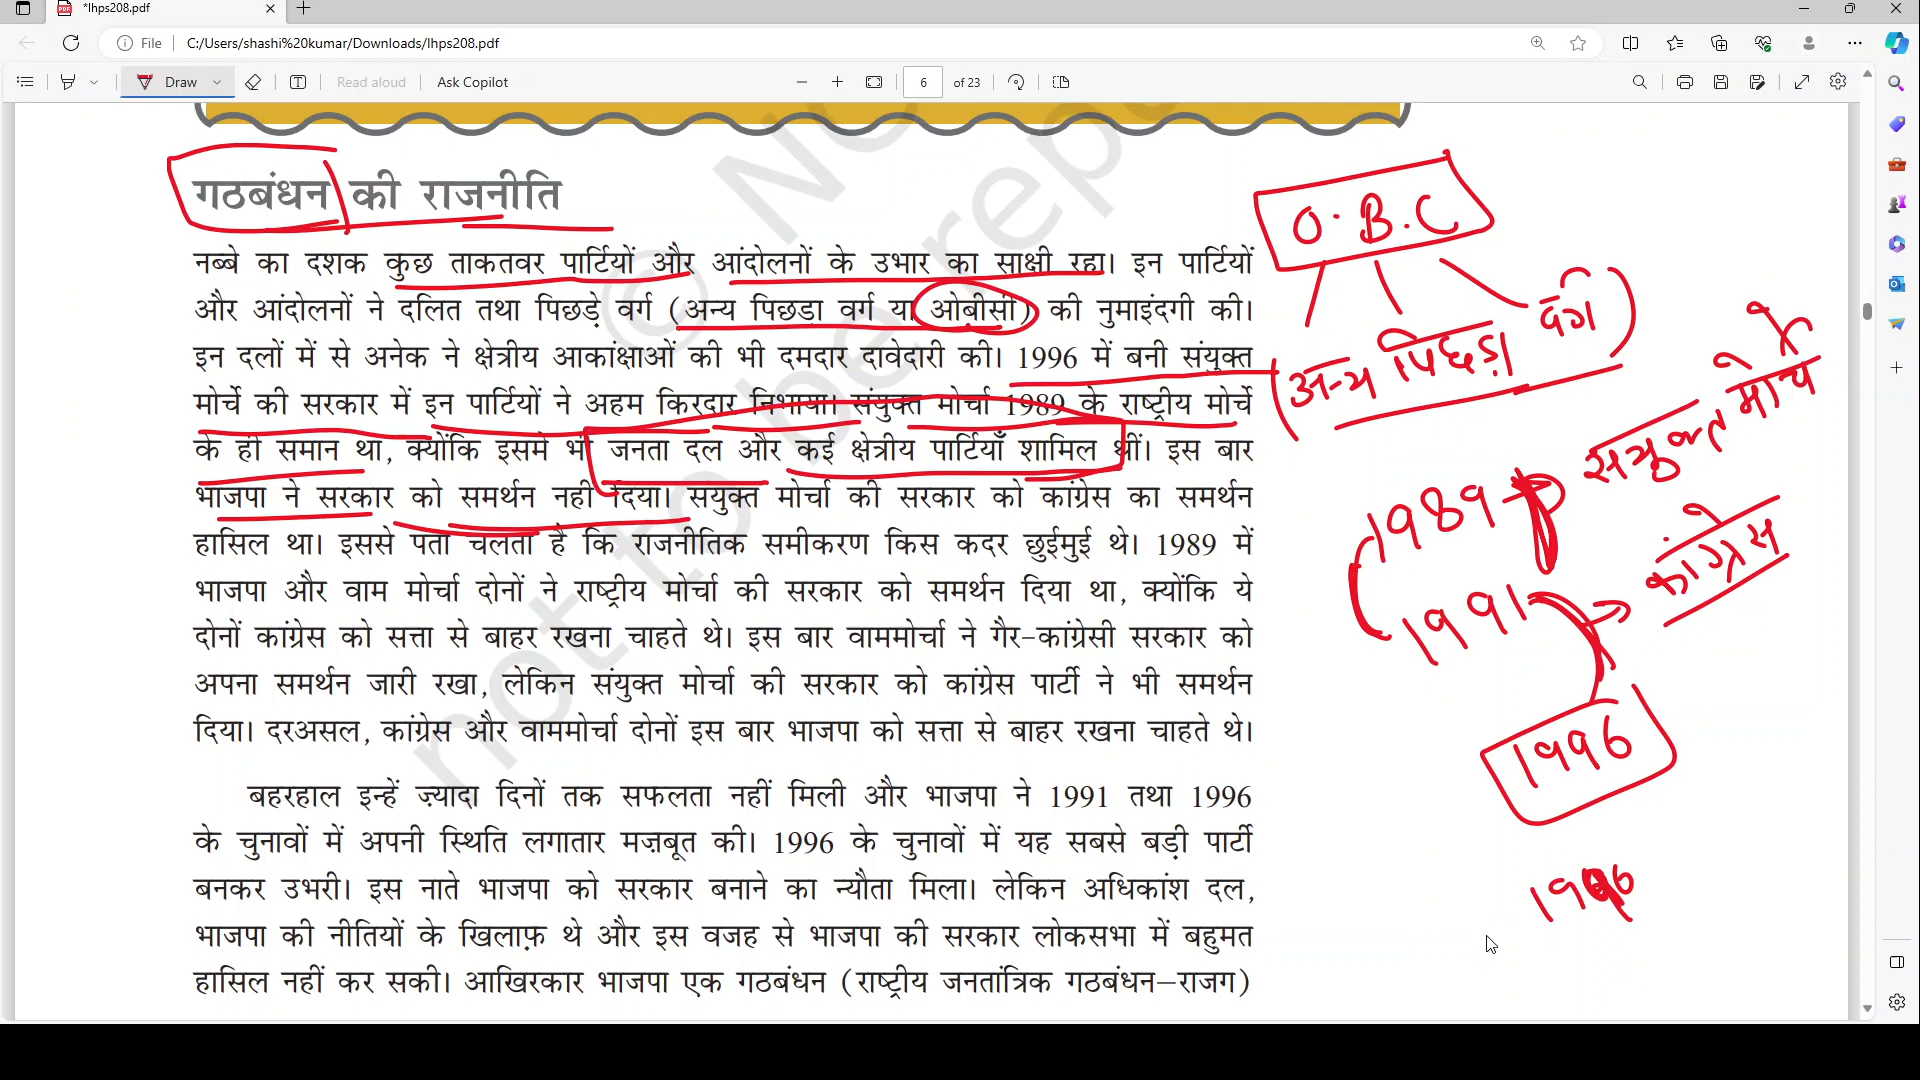 *lhps208.pdf
File
C:/Users/shashi%20kumar/Downloads/lhps208.pdf
Draw
Read aloud
Ask Copilot
6 of 23
गठबंधन की राजनीति
नब्बे का दशक कुछ ताकतवर पार्टियों और आंदोलनों के उभार का साक्षी रहा। इन पार्टियों
और आंदोलनों ने दलित तथा पिछड़े वर्ग (अन्य पिछड़ा वर्ग या ओबीसी) की नुमाइंदगी की।
इन दलों में से अनेक ने क्षेत्रीय आकांक्षाओं की भी दमदार दावेदारी की। 1996 में बनी संयुक्त
मोर्चे की सरकार में इन पार्टियों ने अहम किरदार निभाया। संयुक्त मोर्चा 1989 के राष्ट्रीय मोर्चे
के ही समान था, क्योंकि इसमें भी जनता दल और कई क्षेत्रीय पार्टियाँ शामिल थीं। इस बार
भाजपा ने सरकार को समर्थन नहीं दिया। संयुक्त मोर्चा की सरकार को कांग्रेस का समर्थन
हासिल था। इससे पता चलता है कि राजनीतिक समीकरण किस कदर छुईमुई थे। 1989 में
भाजपा और वाम मोर्चा दोनों ने राष्ट्रीय मोर्चा की सरकार को समर्थन दिया था, क्योंकि ये
दोनों कांग्रेस को सत्ता से बाहर रखना चाहते थे। इस बार वाममोर्चा ने गैर-कांग्रेसी सरकार को
अपना समर्थन जारी रखा, लेकिन संयुक्त मोर्चा की सरकार को कांग्रेस पार्टी ने भी समर्थन
दिया। दरअसल, कांग्रेस और वाममोर्चा दोनों इस बार भाजपा को सत्ता से बाहर रखना चाहते थे।
बहरहाल इन्हें ज़्यादा दिनों तक सफलता नहीं मिली और भाजपा ने 1991 तथा 1996
के चुनावों में अपनी स्थिति लगातार मज़बूत की। 1996 के चुनावों में यह सबसे बड़ी पार्टी
बनकर उभरी। इस नाते भाजपा को सरकार बनाने का न्यौता मिला। लेकिन अधिकांश दल,
भाजपा की नीतियों के खिलाफ़ थे और इस वजह से भाजपा की सरकार लोकसभा में बहुमत
हासिल नहीं कर सकी। आखिरकार भाजपा एक गठबंधन (राष्ट्रीय जनतांत्रिक गठबंधन–राजग)
© NC
not to be repu
O.B.C
(अन्य पिछड़ा वर्ग)
1989 → संयुक्त मोर्चा
1991 → कांग्रेस
1996